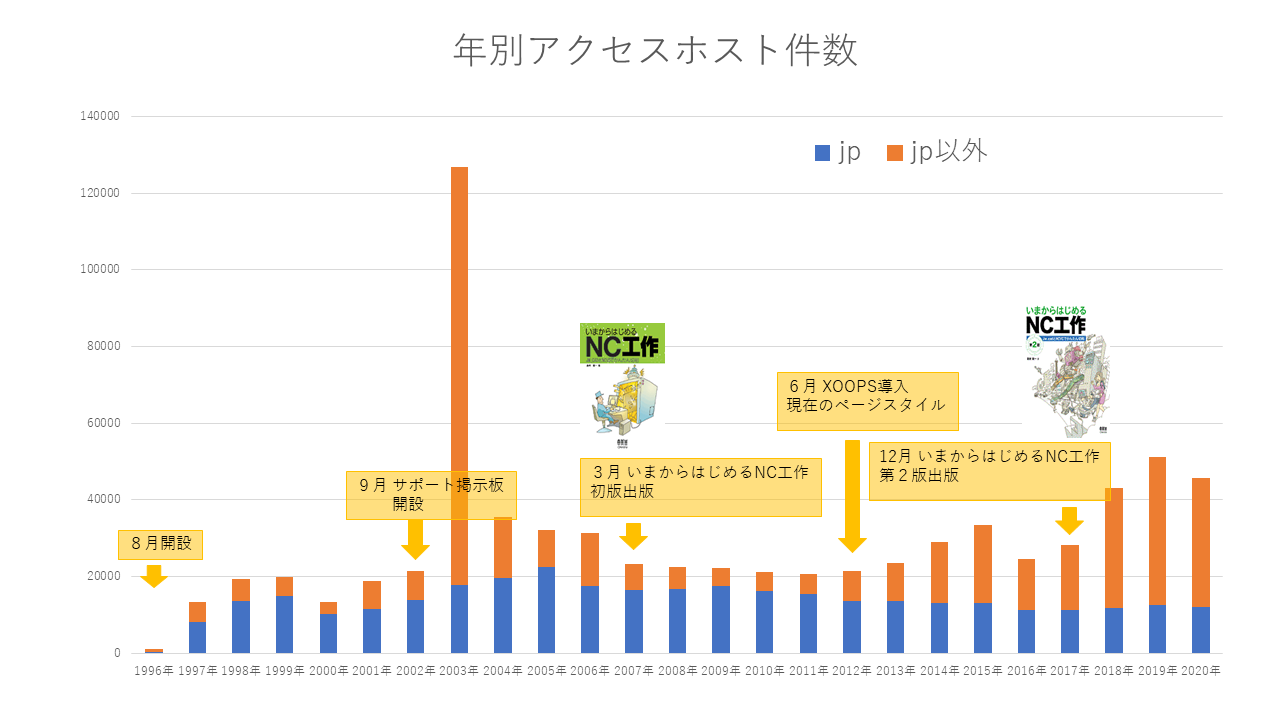 年別アクセスホスト件数
jp
jp以外
140000
120000
100000
80000
60000
40000
20000
0
8月開設
9月 サポート掲示板
開設
いまからはじめる
NC工作
3月 いまからはじめるNC工作
初版出版
6月 XOOPS導入
現在のページスタイル
いまからはじめる
NC工作
第2版
12月 いまからはじめるNC工作
第2版出版
1996年 1997年 1998年 1999年 2000年 2001年 2002年 2003年 2004年 2005年 2006年 2007年 2008年 2009年 2010年 2011年 2012年 2013年 2014年 2015年 2016年 2017年 2018年 2019年 2020年